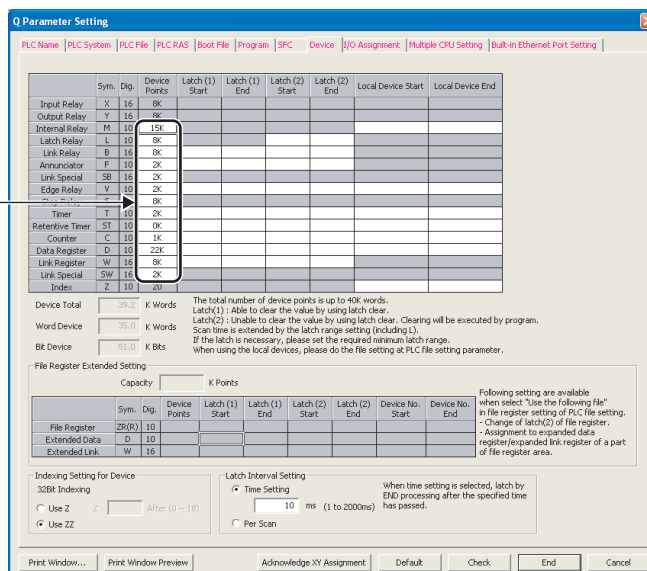 Q Parameter Setting
PLC Name PLC System PLC File PLC RAS Boot File Program SFC Device I/O Assignment Multiple CPU Setting Built-in Ethernet Port Setting
Sym. Dig. Device Points Latch (1) Start Latch (1) End Latch (2) Start Latch (2) End Local Device Start Local Device End
Input Relay X 16 8K
Output Relay Y 16 8K
Internal Relay M 10 15K
Latch Relay L 10 8K
Link Relay B 16 8K
Annunciator F 10 2K
Link Special SB 16 2K
Edge Relay V 10 2K
Step Relay S 10 8K
Timer T 10 2K
Retentive Timer ST 10 0K
Counter C 10 1K
Data Register D 10 22K
Link Register W 16 8K
Link Special SW 16 2K
Index Z 10 20
Device Total 39.2 K Words
Word Device 35.0 K Words
Bit Device 51.0 K Bits
The total number of device points is up to 40K words.
Latch(1) : Able to clear the value by using latch clear.
Latch(2) : Unable to clear the value by using latch clear. Clearing will be executed by program.
Scan time is extended by the latch range setting (including L).
If the latch is necessary, please set the required minimum latch range.
When using the local devices, please do the file setting at PLC file setting parameter.
File Register Extended Setting
Capacity K Points
Sym. Dig. Device Points Latch (1) Start Latch (1) End Latch (2) Start Latch (2) End Device No. Start Device No. End
File Register ZR(R) 10
Extended Data D 10
Extended Link W 16
Following setting are available
when select "Use the following file"
in file register setting of PLC file setting.
- Change of latch(2) of file register.
- Assignment to expanded data
register/expanded link register of a part
of file register area.
Indexing Setting for Device
32Bit Indexing
Use Z Z After (0 -- 18)
Use ZZ
Latch Interval Setting
Time Setting
10 ms (1 to 2000ms)
Per Scan
When time setting is selected, latch by
END processing after the specified time
has passed.
Print Window... Print Window Preview Acknowledge XY Assignment Default Check End Cancel